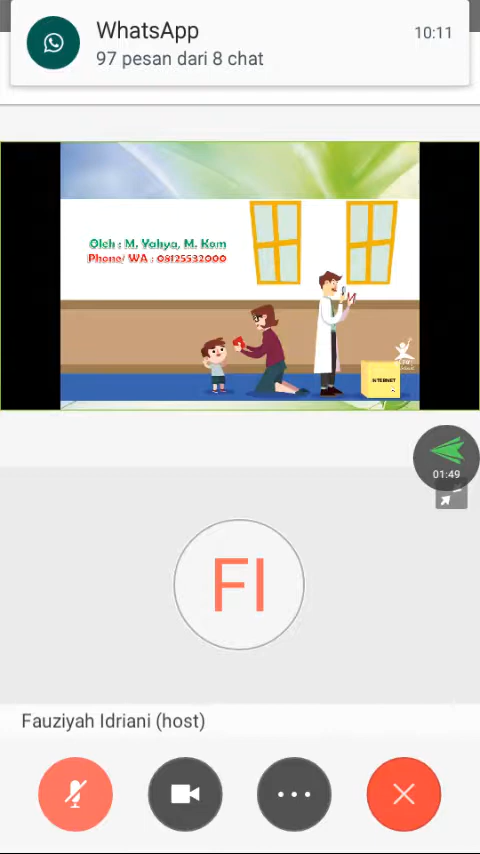 WhatsApp
10:11
97 pesan dari 8 chat
Oleh : M. Yahya, M. Kom
Phone/ WA : 08125532000
INTERNET
01:49
FI
Fauziyah Idriani (host)